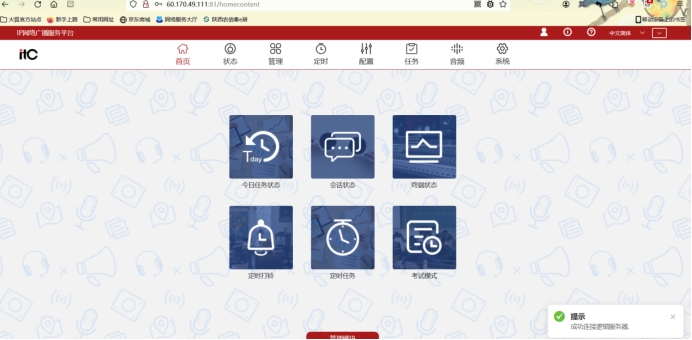 60.170.49.111:81/homecontent
火狐官方站点 新手上路 常用网址 京东商城 网络服务大厅 陕西农信秦e贷 移动设备上的书签
IP网络广播服务平台 中文简体
itC
首页 状态 管理 定时 配置 任务 音频 系统
今日任务状态 会话状态 终端状态
定时打铃 定时任务 考试模式
提示
成功连接逻辑服务器.
管理模块